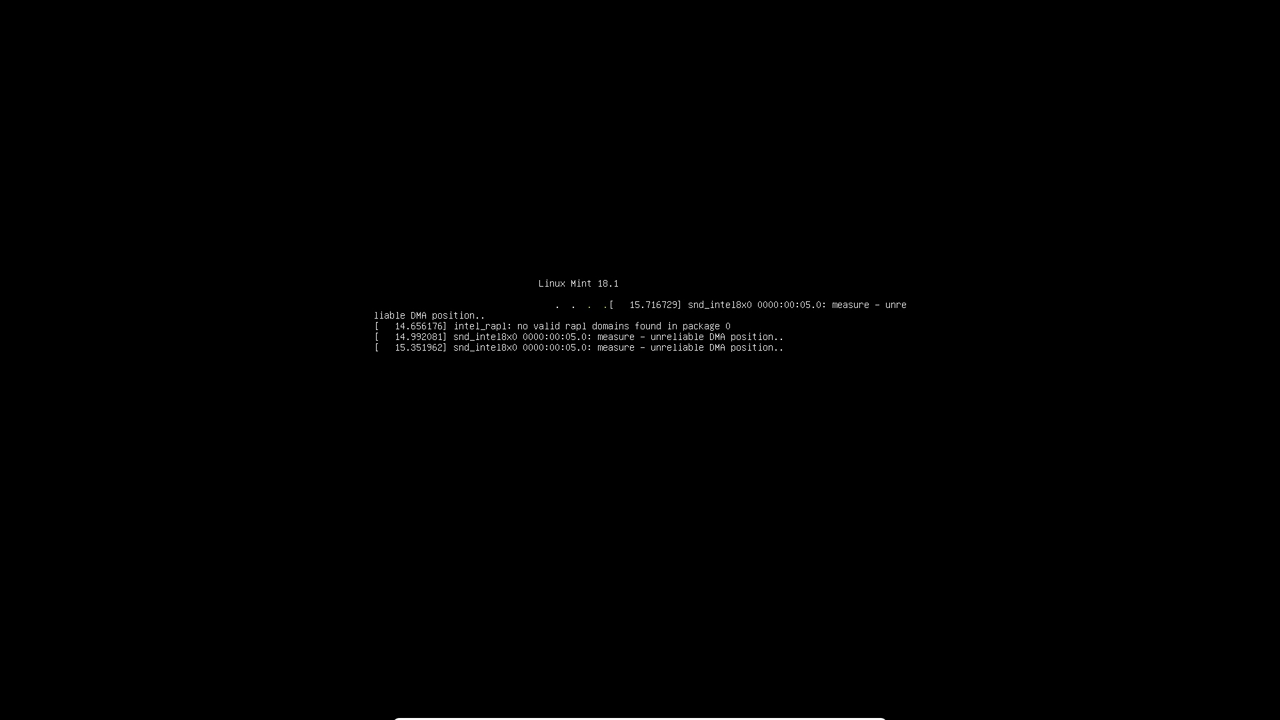 Linux Mint 18.1
. . . .[   15.716729] snd_intel8x0 0000:00:05.0: measure - unre
liable DMA position..
[   14.656176] intel_rapl: no valid rapl domains found in package 0
[   14.992081] snd_intel8x0 0000:00:05.0: measure - unreliable DMA position..
[   15.351962] snd_intel8x0 0000:00:05.0: measure - unreliable DMA position..